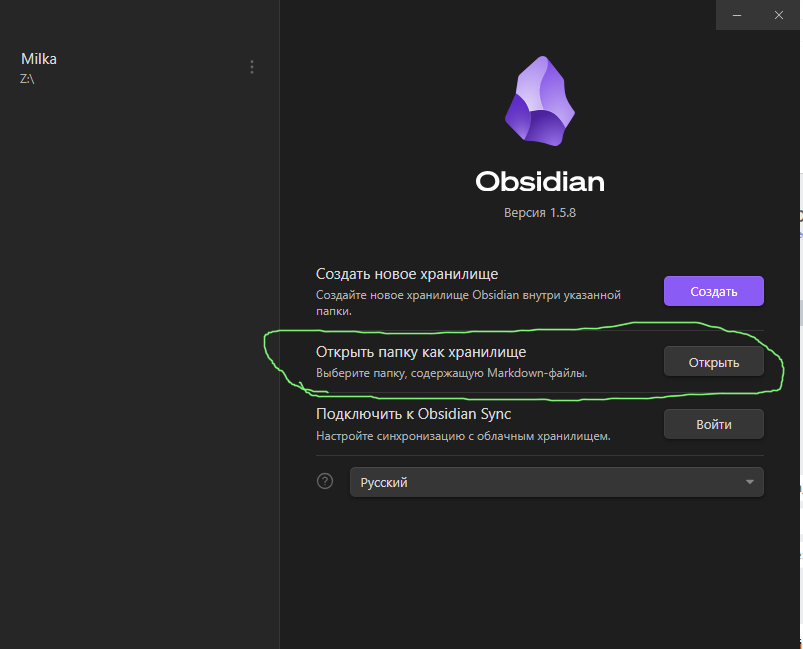 Milka
Z:\
Obsidian
Версия 1.5.8
Создать новое хранилище
Создайте новое хранилище Obsidian внутри указанной
папки.
Создать
Открыть папку как хранилище
Выберите папку, содержащую Markdown-файлы.
Открыть
Подключить к Obsidian Sync
Настройте синхронизацию с облачным хранилищем.
Войти
Русский